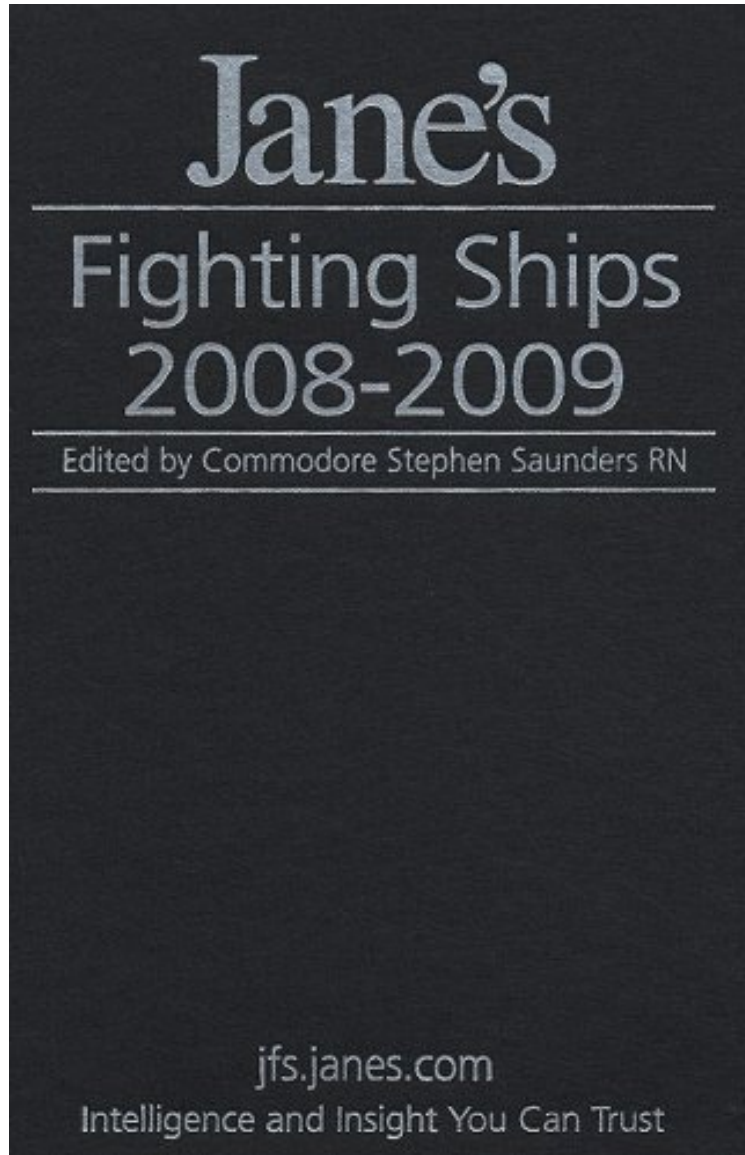 Jane's
Fighting Ships
2008-2009
Edited by Commodore Stephen Saunders RN
jfs.janes.com
Intelligence and Insight You Can Trust